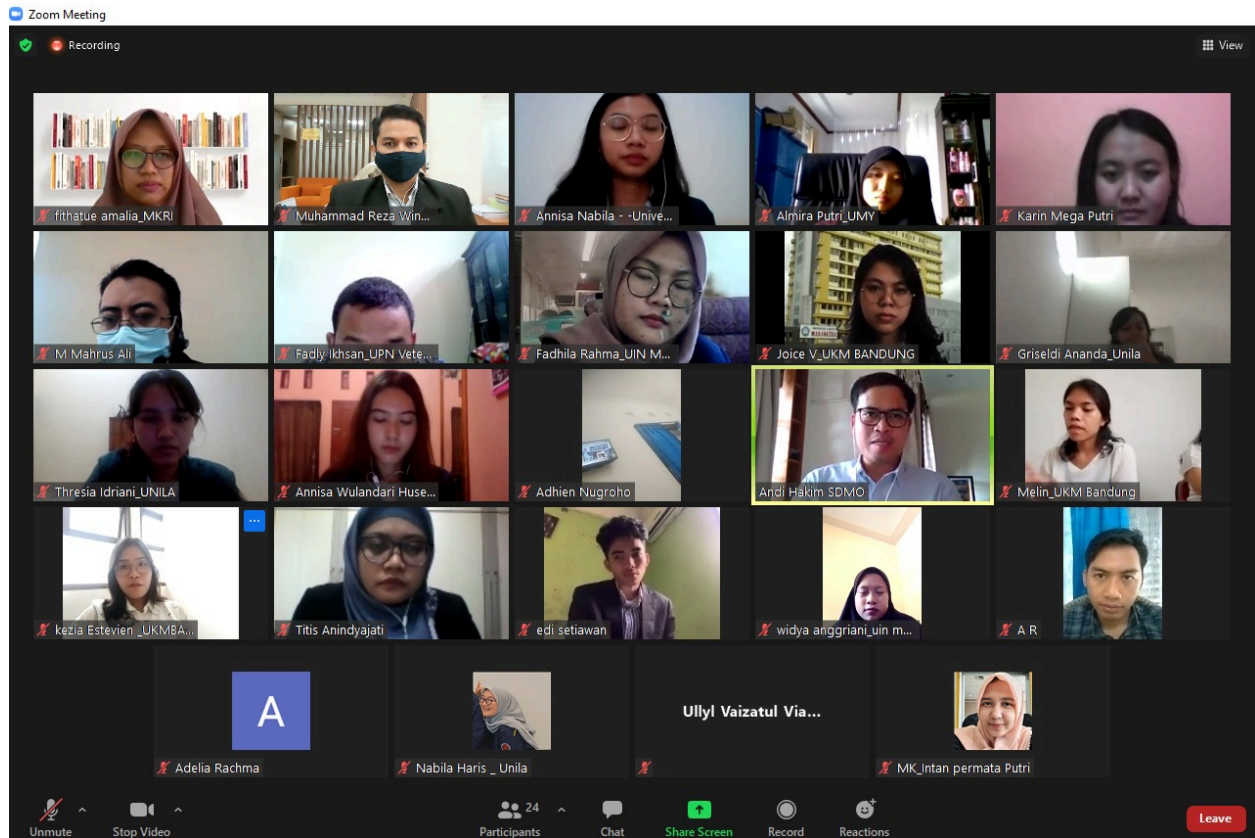 Zoom Meeting
Recording
View
fithatue amalia_MKRI
Muhammad Reza Win...
Annisa Nabila - -Unive...
Almira Putri_UMY
Karin Mega Putri
M Mahrus Ali
Fadly Ikhsan_UPN Vete...
Fadhila Rahma_UIN M...
Joice V_UKM BANDUNG
Griseldi Ananda_Unila
Thresia Idriani_UNILA
Annisa Wulandari Huse...
Adhien Nugroho
Andi Hakim SDMO
Melin_UKM Bandung
kezia Estevien _UKMBA...
Titis Anindyajati
edi setiawan
widya anggriani_uin m...
A R
A
Adelia Rachma
Nabila Haris _ Unila
Ullyl Vaizatul Via...
MK_Intan permata Putri
Unmute
Stop Video
Participants
24
Chat
Share Screen
Record
Reactions
Leave